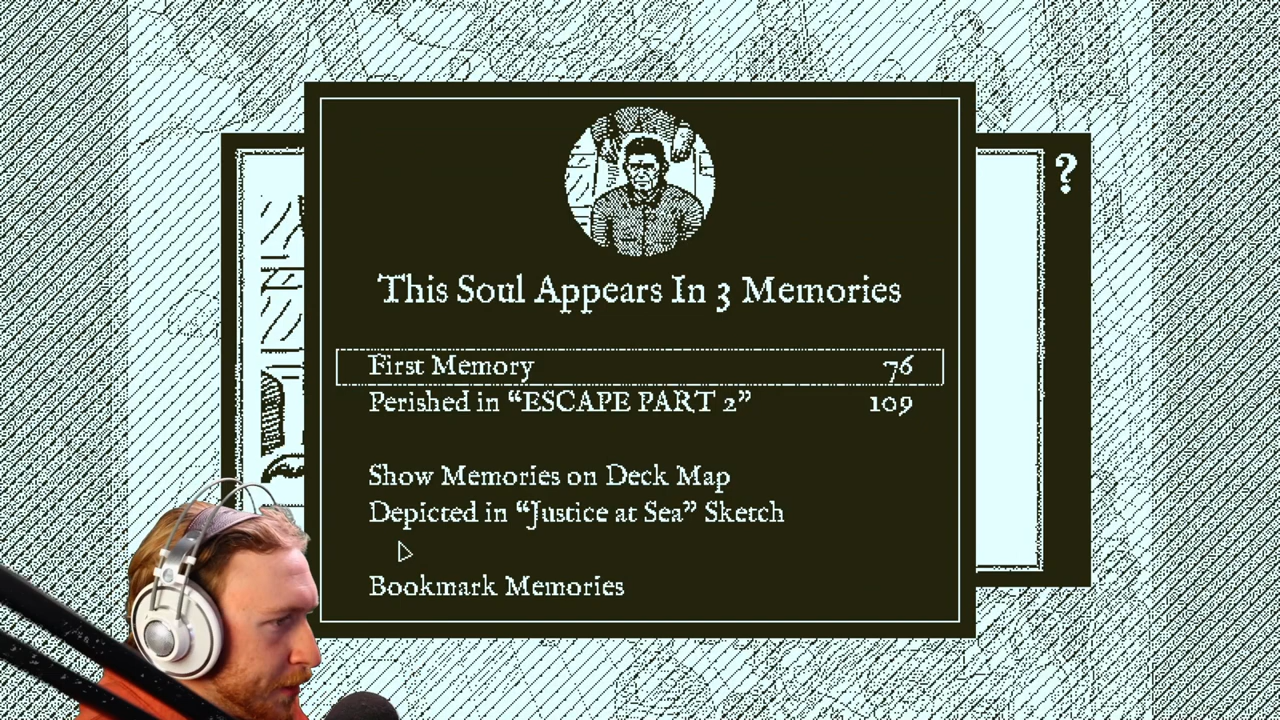 ?
This Soul Appears In 3 Memories
First Memory 76
Perished in “ESCAPE PART 2” 109
Show Memories on Deck Map
Depicted in “Justice at Sea” Sketch
Bookmark Memories